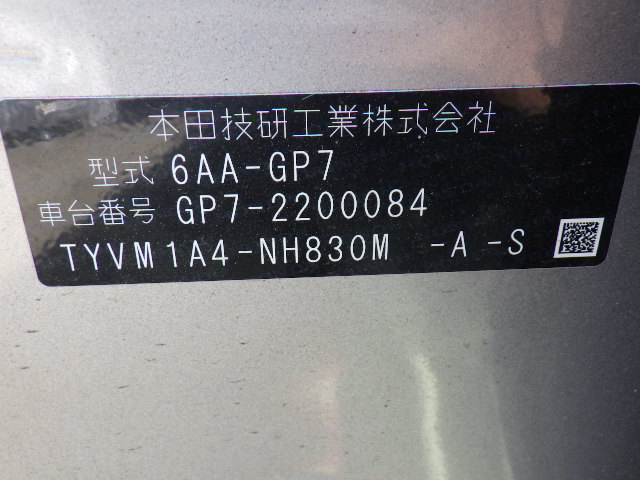 本田技研工業株式会社
型式 6AA-GP7
車台番号 GP7-2200084
TYVM1A4-NH830M -A -S